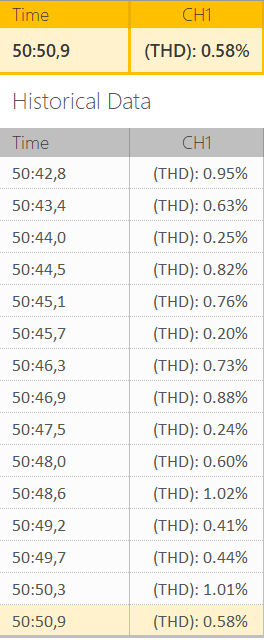 Time CH1
50:50,9 (THD): 0.58%
Historical Data
Time CH1
50:42,8 (THD): 0.95%
50:43,4 (THD): 0.63%
50:44,0 (THD): 0.25%
50:44,5 (THD): 0.82%
50:45,1 (THD): 0.76%
50:45,7 (THD): 0.20%
50:46,3 (THD): 0.73%
50:46,9 (THD): 0.88%
50:47,5 (THD): 0.24%
50:48,0 (THD): 0.60%
50:48,6 (THD): 1.02%
50:49,2 (THD): 0.41%
50:49,7 (THD): 0.44%
50:50,3 (THD): 1.01%
50:50,9 (THD): 0.58%